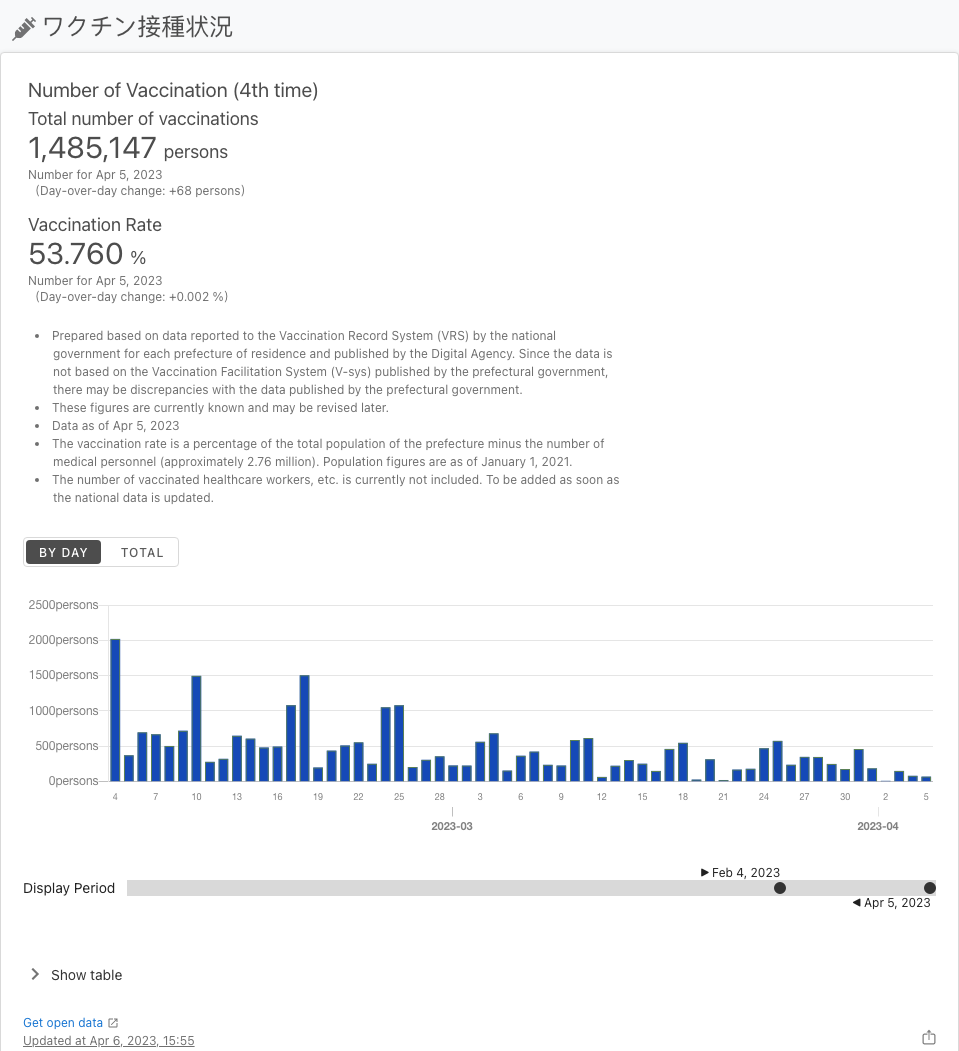 ワクチン接種状況
Number of Vaccination (4th time)
Total number of vaccinations
1,485,147 persons
Number for Apr 5, 2023
(Day-over-day change: +68 persons)
Vaccination Rate
53.760 %
Number for Apr 5, 2023
(Day-over-day change: +0.002 %)
• Prepared based on data reported to the Vaccination Record System (VRS) by the national
government for each prefecture of residence and published by the Digital Agency. Since the data is
not based on the Vaccination Facilitation System (V-sys) published by the prefectural government,
there may be discrepancies with the data published by the prefectural government.
• These figures are currently known and may be revised later.
• Data as of Apr 5, 2023
• The vaccination rate is a percentage of the total population of the prefecture minus the number of
medical personnel (approximately 2.76 million). Population figures are as of January 1, 2021.
• The number of vaccinated healthcare workers, etc. is currently not included. To be added as soon as
the national data is updated.
BY DAY TOTAL
2500persons
2000persons
1500persons
1000persons
500persons
0persons
4 7 10 13 16 19 22 25 28 3 6 9 12 15 18 21 24 27 30 2 5
2023-03 2023-04
▶ Feb 4, 2023
Display Period
◀ Apr 5, 2023
Show table
Get open data
Updated at Apr 6, 2023, 15:55